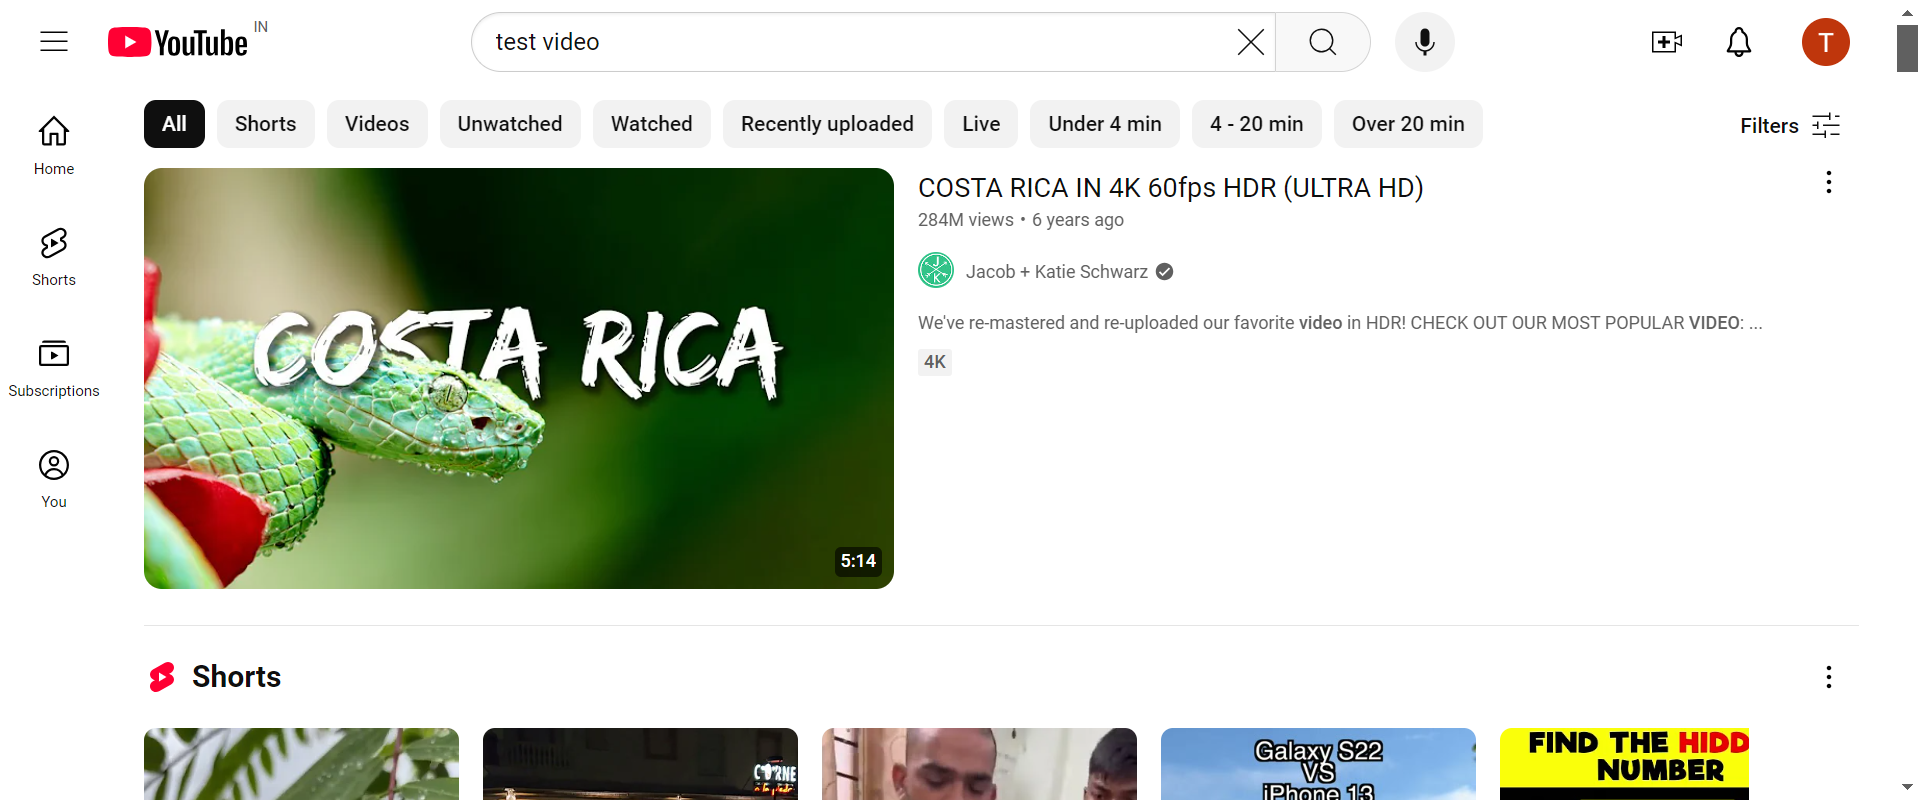 YouTube IN
test video
T
All Shorts Videos Unwatched Watched Recently uploaded Live Under 4 min 4 - 20 min Over 20 min Filters
Home
Shorts
Subscriptions
You
COSTA RICA
5:14
COSTA RICA IN 4K 60fps HDR (ULTRA HD)
284M views • 6 years ago
J K
Jacob + Katie Schwarz
We've re-mastered and re-uploaded our favorite video in HDR! CHECK OUT OUR MOST POPULAR VIDEO: ...
4K
Shorts
Galaxy S22
VS
iPhone 13
FIND THE HIDD
NUMBER